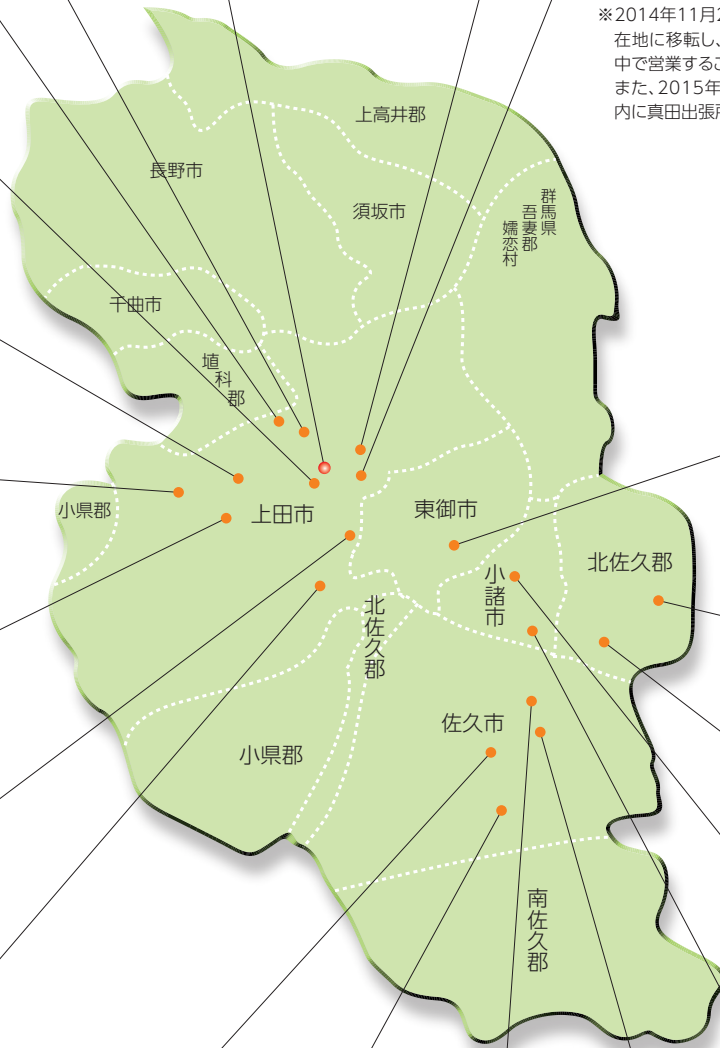 ※2014年11月2
在地に移転し、
中で営業するこ
また、2015年
内に真田出張所
上高井郡
長野市
須坂市
群馬県
吾妻郡
嬬恋村
千曲市
埴科郡
小県郡
上田市
東御市
北佐久郡
小諸市
北佐久郡
佐久市
小県郡
南佐久郡